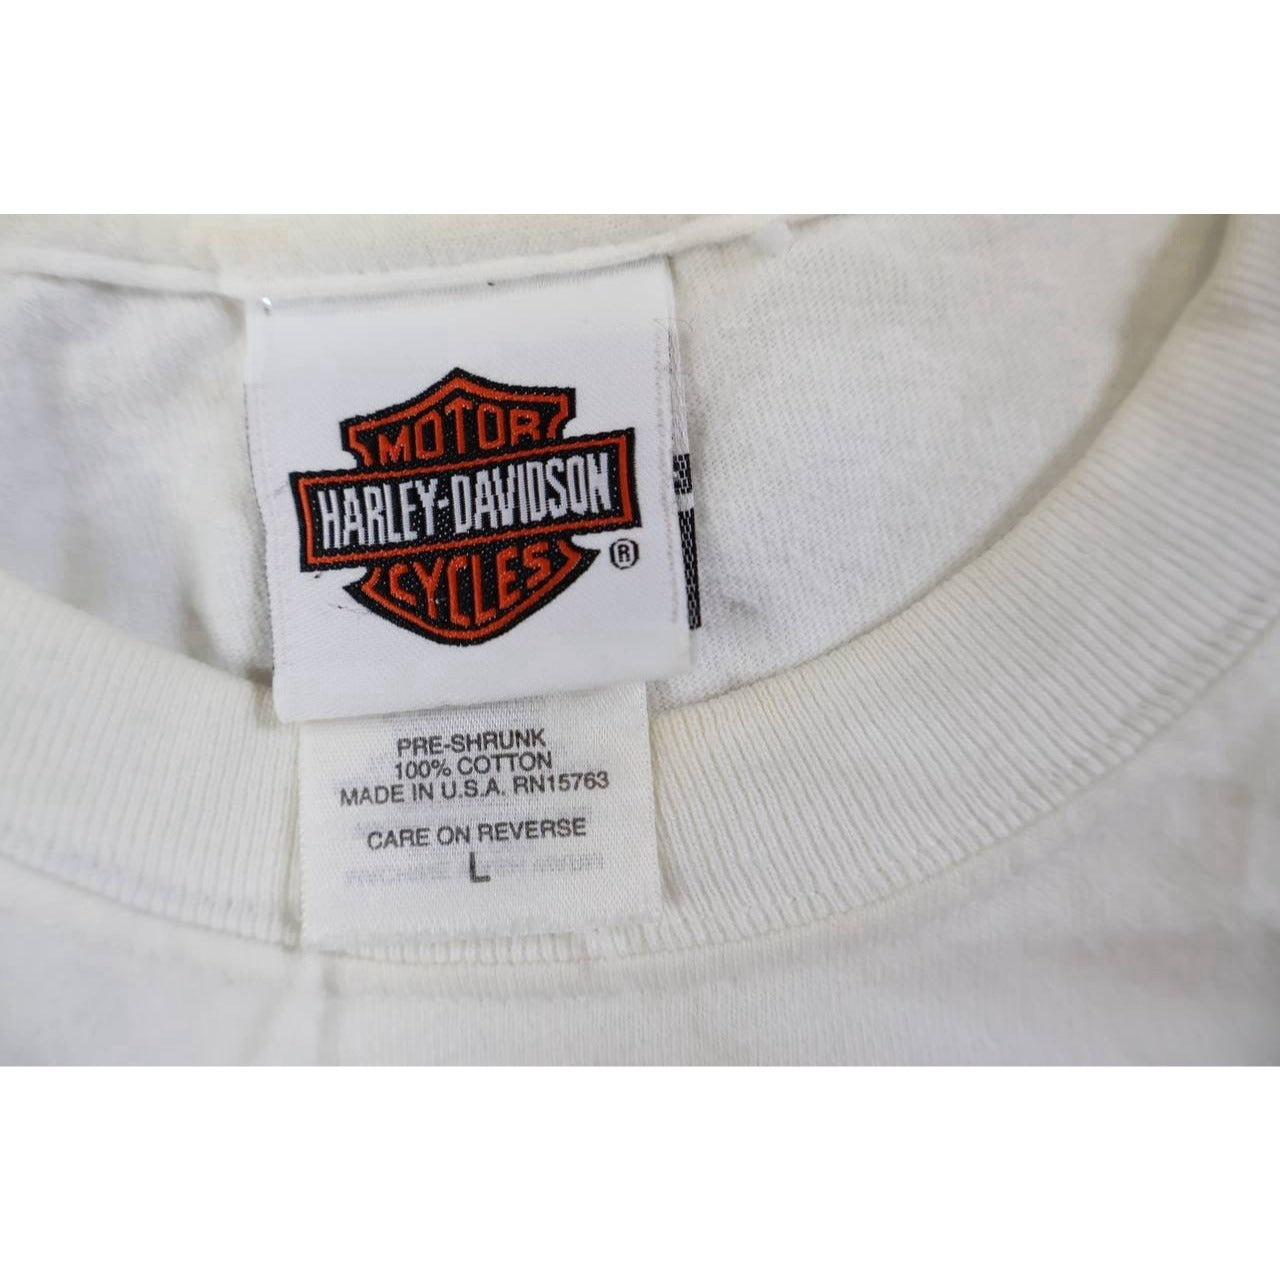 MOTOR
HARLEY-DAVIDSON
CYCLES
®
PRE-SHRUNK
100% COTTON
MADE IN U.S.A. RN15763
CARE ON REVERSE
L